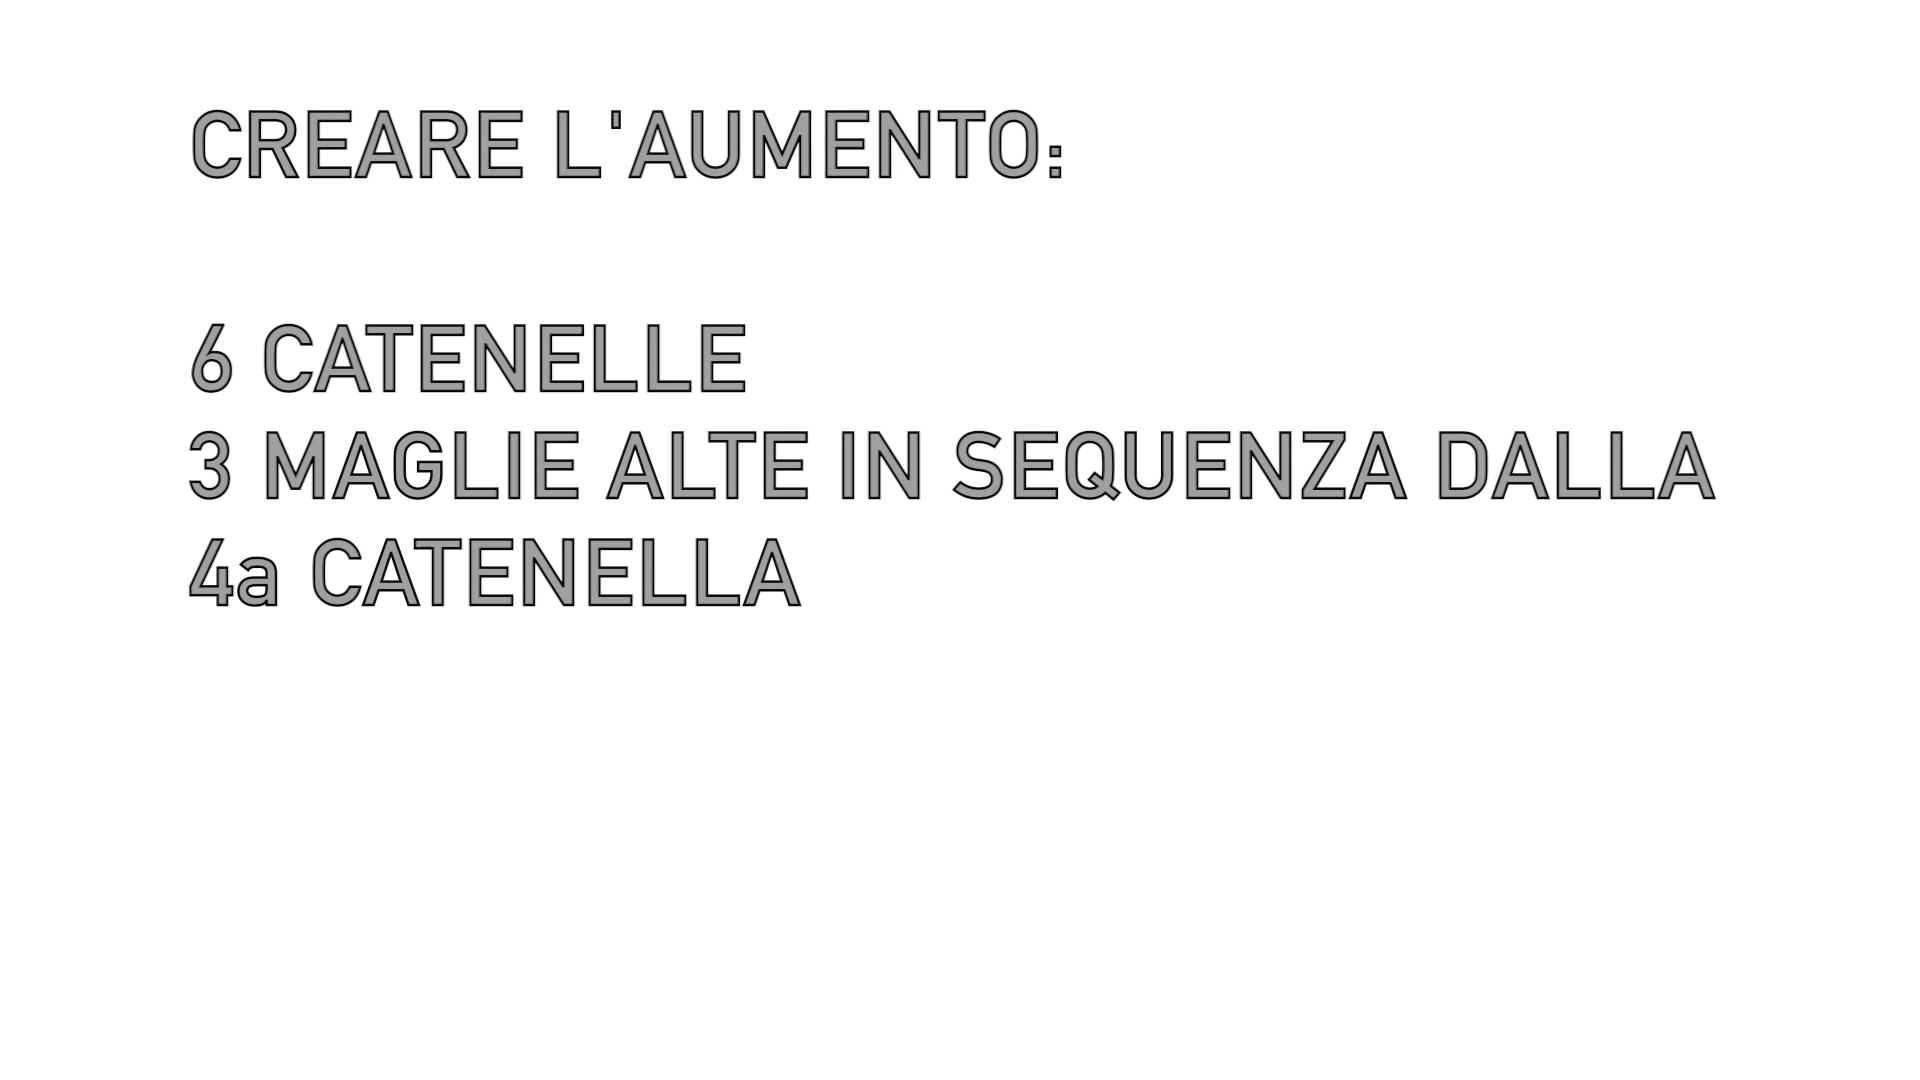 CREARE L'AUMENTO:
6 CATENELLE
3 MAGLIE ALTE IN SEQUENZA DALLA
4a CATENELLA